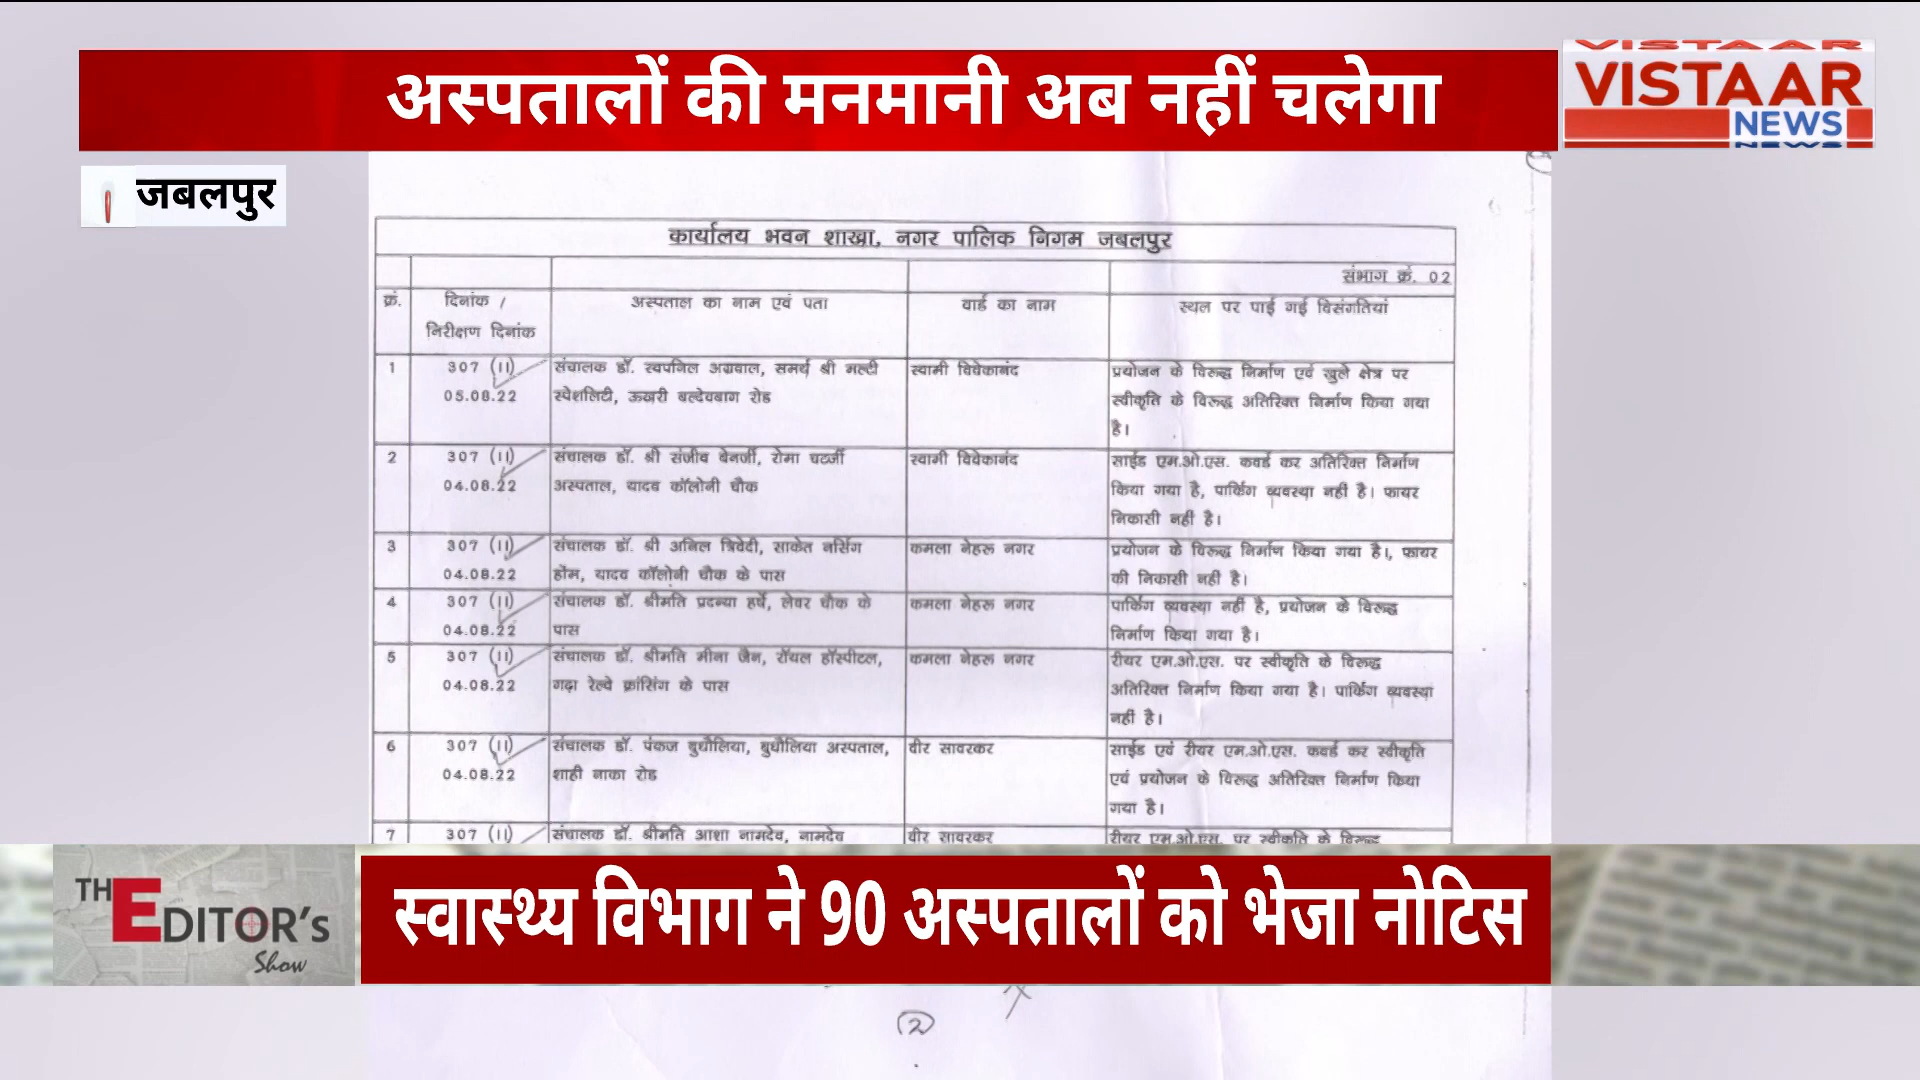 अस्पतालों की मनमानी अब नहीं चलेगा
VISTAAR
NEWS
जबलपुर
कार्यालय भवन शाखा, नगर पालिक निगम जबलपुर
संभाग क्रं. 02
क्रं.
दिनांक /
निरीक्षण दिनांक
अस्पताल का नाम एवं पता
वार्ड का नाम
स्थल पर पाई गई विसंगतियां
1
307 (II)
05.08.22
संचालक डॉ. स्वपनिल अग्रवाल, समर्थ श्री मल्टी
स्पेशलिटी, ऊखरी बल्देवबाग रोड
स्वामी विवेकानंद
प्रयोजन के विरूद्ध निर्माण एवं खुले क्षेत्र पर
स्वीकृति के विरूद्ध अतिरिक्त निर्माण किया गया
है।
2
307 (II)
04.08.22
संचालक डॉ. श्री संजीव बेनर्जी, रोमा चटर्जी
अस्पताल, यादव कॉलोनी चौक
स्वामी विवेकानंद
साईड एम.ओ.एस. कवर्ड कर अतिरिक्त निर्माण
किया गया है, पार्किंग व्यवस्था नही है। फायर
निकासी नही है।
3
307 (II)
04.08.22
संचालक डॉ. श्री अनिल त्रिवेदी, साकेत नर्सिग
होम, यादव कॉलोनी चौक के पास
कमला नेहरू नगर
प्रयोजन के विरूद्ध निर्माण किया गया है।, फायर
की निकासी नही है।
4
307 (II)
04.08.22
संचालक डॉ. श्रीमति प्रदन्या हर्षे, लेवर चौक के
पास
कमला नेहरू नगर
पार्किंग व्यवस्था नही है, प्रयोजन के विरूद्ध
निर्माण किया गया है।
5
307 (II)
04.08.22
संचालक डॉ. श्रीमति मीना जैन, रॉयल हॉस्पीटल,
गढ़ा रेल्वे क्रांसिंग के पास
कमला नेहरू नगर
रीयर एम.ओ.एस. पर स्वीकृति के विरूद्ध
अतिरिक्त निर्माण किया गया है। पार्किंग व्यवस्था
नही है।
6
307 (II)
04.08.22
संचालक डॉ. पंकज बुधौलिया, बुधौलिया अस्पताल,
शाही नाका रोड
वीर सावरकर
साईड एवं रीयर एम.ओ.एस. कवर्ड कर स्वीकृति
एवं प्रयोजन के विरूद्ध अतिरिक्त निर्माण किया
गया है।
7
307 (II)
संचालक डॉ. श्रीमति आशा नामदेव, नामदेव
वीर सावरकर
रीयर एम.ओ.एस. पर स्वीकृति के विरूद्ध
THE EDITOR's
Show
स्वास्थ्य विभाग ने 90 अस्पतालों को भेजा नोटिस
2